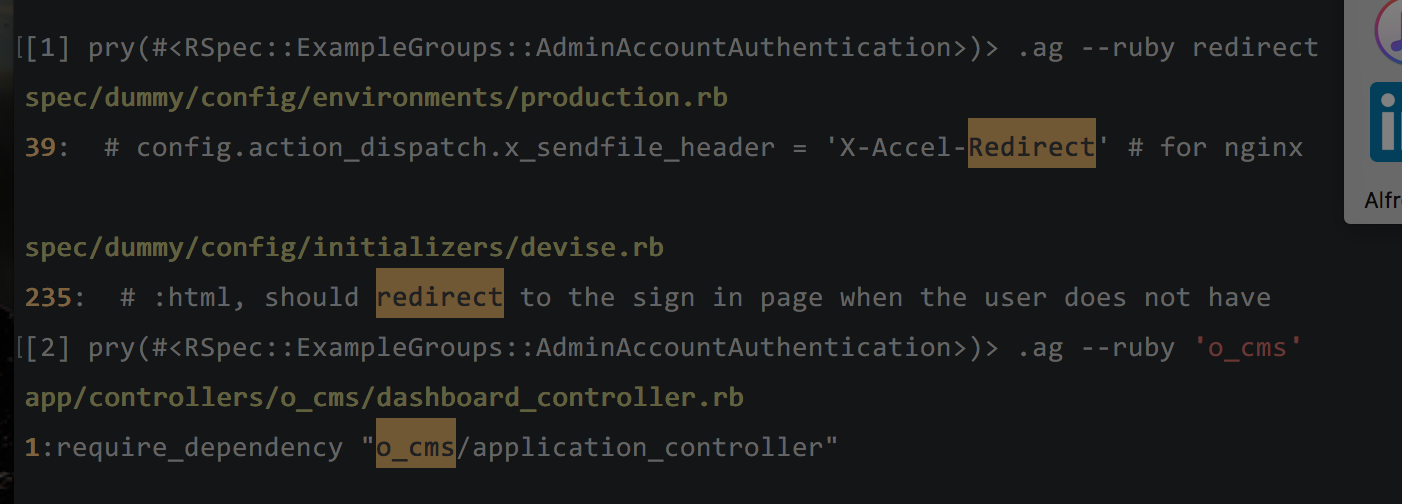 [[1] pry(#<RSpec::ExampleGroups::AdminAccountAuthentication>)> .ag --ruby redirect
spec/dummy/config/environments/production.rb
39:  # config.action_dispatch.x_sendfile_header = 'X-Accel-Redirect' # for nginx
spec/dummy/config/initializers/devise.rb
235:  # :html, should redirect to the sign in page when the user does not have
[[2] pry(#<RSpec::ExampleGroups::AdminAccountAuthentication>)> .ag --ruby 'o_cms'
app/controllers/o_cms/dashboard_controller.rb
1:require_dependency "o_cms/application_controller"